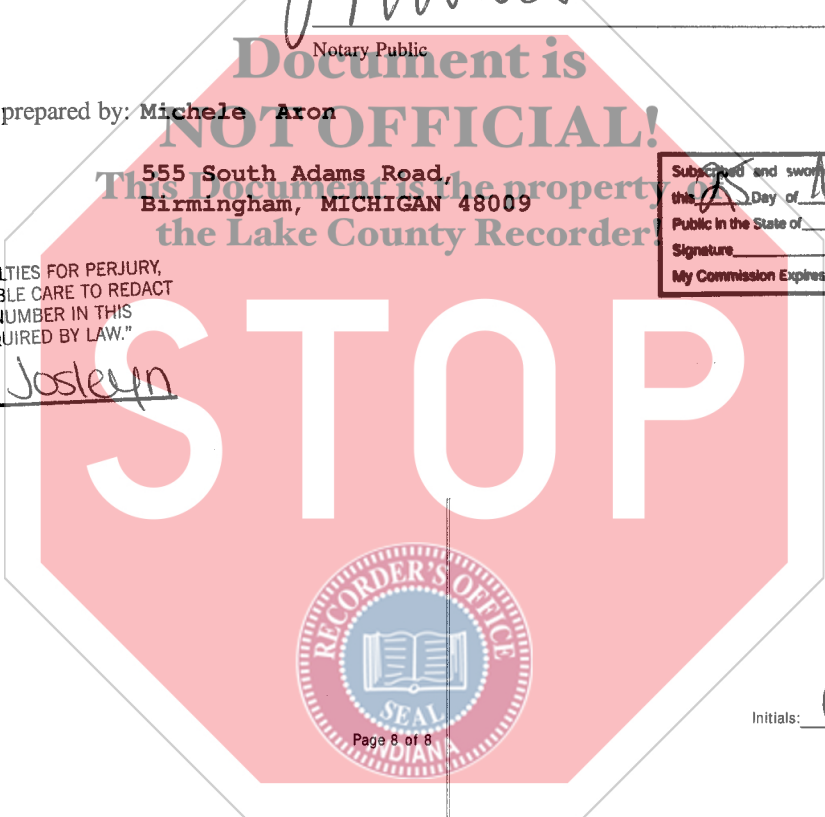 Notary Public
Document is
NOT OFFICIAL!
This Document is the property of
the Lake County Recorder!
prepared by: Michele Aron
555 South Adams Road,
Birmingham, MICHIGAN 48009
Subscribed and sworn
this Day of
Public in the State of
Signature
My Commission Expires
LTIES FOR PERJURY,
BLE CARE TO REDACT
NUMBER IN THIS
QUIRED BY LAW."
Joslyn
STOP
RECORDER'S OFFICE
SEAL
INDIANA
Page 8 of 8
Initials: